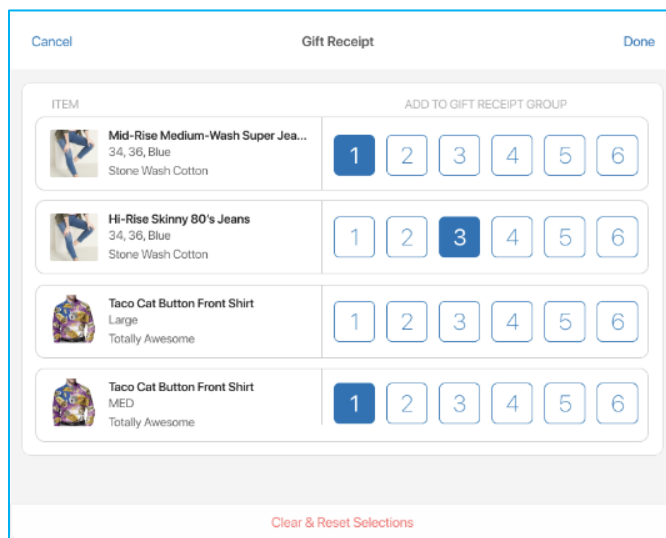 Cancel Gift Receipt Done
ITEM ADD TO GIFT RECEIPT GROUP
Mid-Rise Medium-Wash Super Jea...
34, 36, Blue
Stone Wash Cotton
1 2 3 4 5 6
Hi-Rise Skinny 80's Jeans
34, 36, Blue
Stone Wash Cotton
1 2 3 4 5 6
Taco Cat Button Front Shirt
Large
Totally Awesome
1 2 3 4 5 6
Taco Cat Button Front Shirt
MED
Totally Awesome
1 2 3 4 5 6
Clear & Reset Selections